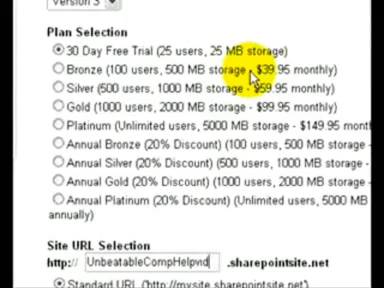 Version 3
Plan Selection
30 Day Free Trial (25 users, 25 MB storage)
Bronze (100 users, 500 MB storage - $39.95 monthly)
Silver (500 users, 1000 MB storage - $59.95 monthly)
Gold (1000 users, 2000 MB storage - $99.95 monthly)
Platinum (Unlimited users, 5000 MB storage - $149.95 mont
Annual Bronze (20% Discount) (100 users, 500 MB storage -
Annual Silver (20% Discount) (500 users, 1000 MB storage -
Annual Gold (20% Discount) (1000 users, 2000 MB storage -
Annual Platinum (20% Discount) (Unlimited users, 5000 MB
annually)
Site URL Selection
http:// UnbeatableCompHelpvid .sharepointsite.net
Standard URL ('http://mysite.sharepointsite.net')